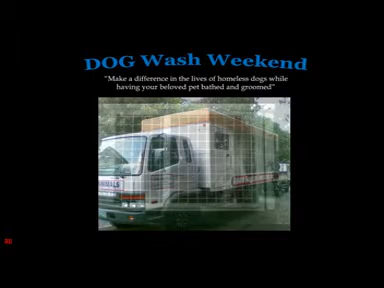 DOG Wash Weekend
"Make a difference in the lives of homeless dogs while
having your beloved pet bathed and groomed"